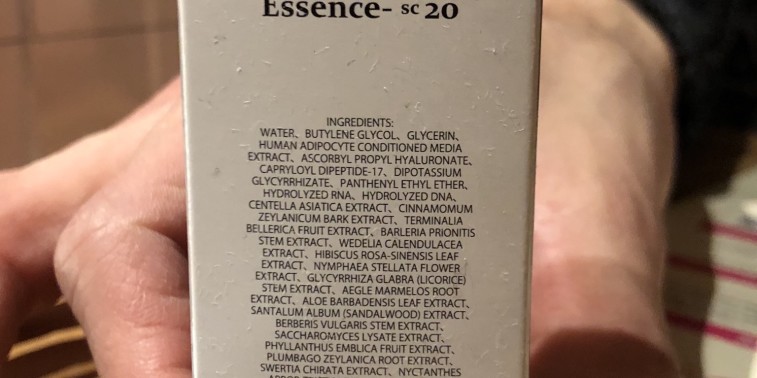 Essence- sc 20
INGREDIENTS:
WATER、BUTYLENE GLYCOL、GLYCERIN、
HUMAN ADIPOCYTE CONDITIONED MEDIA
EXTRACT、ASCORBYL PROPYL HYALURONATE、
CAPRYLOYL DIPEPTIDE-17、DIPOTASSIUM
GLYCYRRHIZATE、PANTHENYL ETHYL ETHER、
HYDROLYZED RNA、HYDROLYZED DNA、
CENTELLA ASIATICA EXTRACT、CINNAMOMUM
ZEYLANICUM BARK EXTRACT、TERMINALIA
BELLERICA FRUIT EXTRACT、BARLERIA PRIONITIS
STEM EXTRACT、WEDELIA CALENDULACEA
EXTRACT、HIBISCUS ROSA-SINENSIS LEAF
EXTRACT、NYMPHAEA STELLATA FLOWER
EXTRACT、GLYCYRRHIZA GLABRA (LICORICE)
STEM EXTRACT、AEGLE MARMELOS ROOT
EXTRACT、ALOE BARBADENSIS LEAF EXTRACT、
SANTALUM ALBUM (SANDALWOOD) EXTRACT、
BERBERIS VULGARIS STEM EXTRACT、
SACCHAROMYCES LYSATE EXTRACT、
PHYLLANTHUS EMBLICA FRUIT EXTRACT、
PLUMBAGO ZEYLANICA ROOT EXTRACT、
SWERTIA CHIRATA EXTRACT、NYCTANTHES